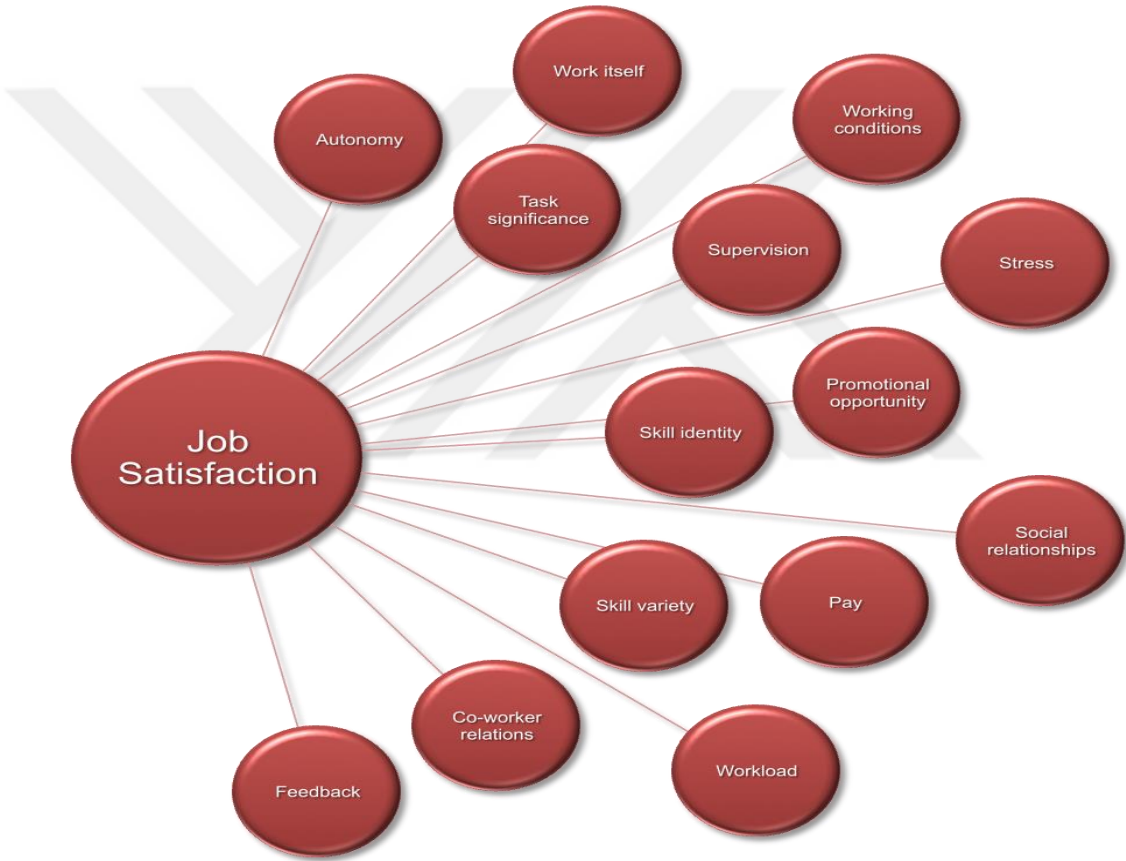 Work itself
Working
conditions
Autonomy
Task
significance
Supervision
Stress
Promotional
opportunity
Skill identity
Job
Satisfaction
Social
relationships
Skill variety
Pay
Co-worker
relations
Workload
Feedback